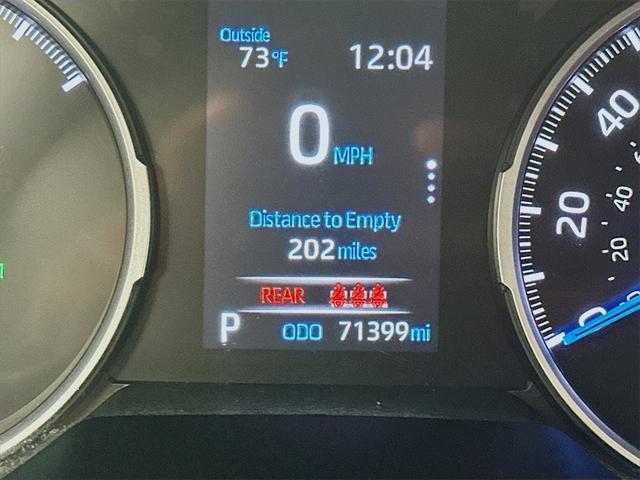 Outside
73°F
12:04
0 MPH
Distance to Empty
202 miles
REAR
P
ODO 71399 mi
40
20
0
40
20